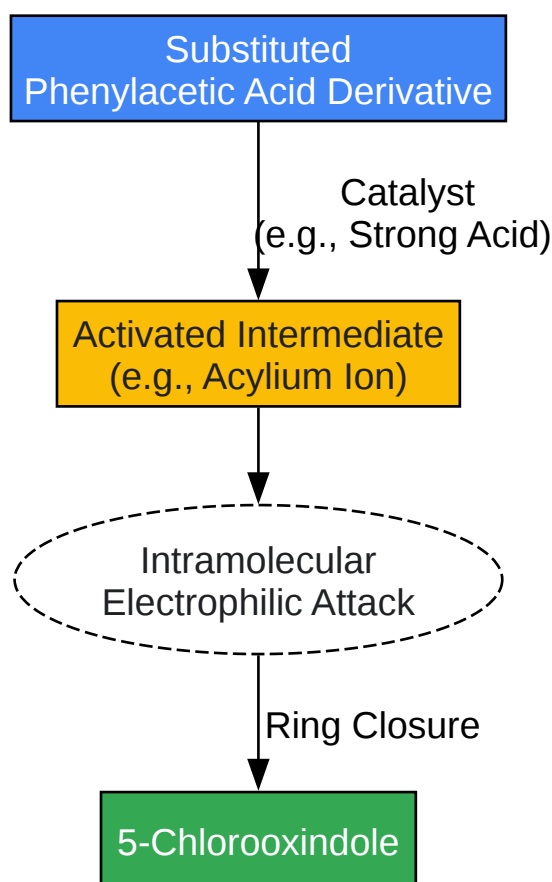 Substituted
Phenylacetic Acid Derivative
Catalyst
(e.g., Strong Acid)
Activated Intermediate
(e.g., Acylium Ion)
Intramolecular
Electrophilic Attack
Ring Closure
5-Chlorooxindole